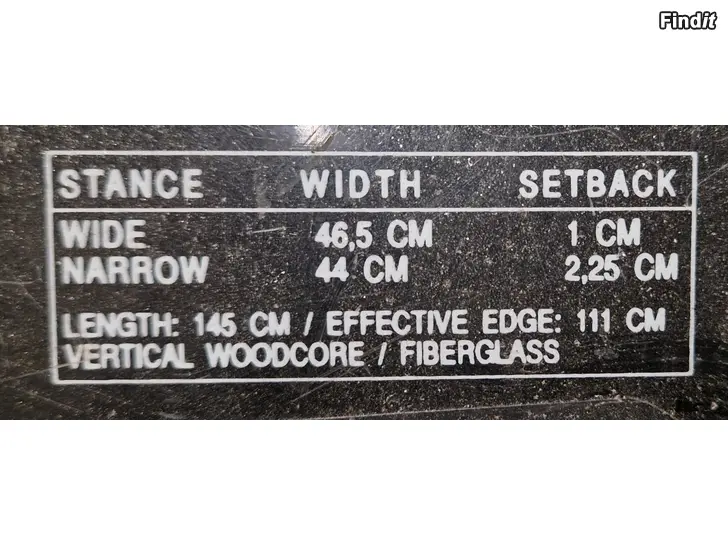 Findit
STANCE WIDTH SETBACK
WIDE 46,5 CM 1 CM
NARROW 44 CM 2,25 CM
LENGTH: 145 CM / EFFECTIVE EDGE: 111 CM
VERTICAL WOODCORE / FIBERGLASS